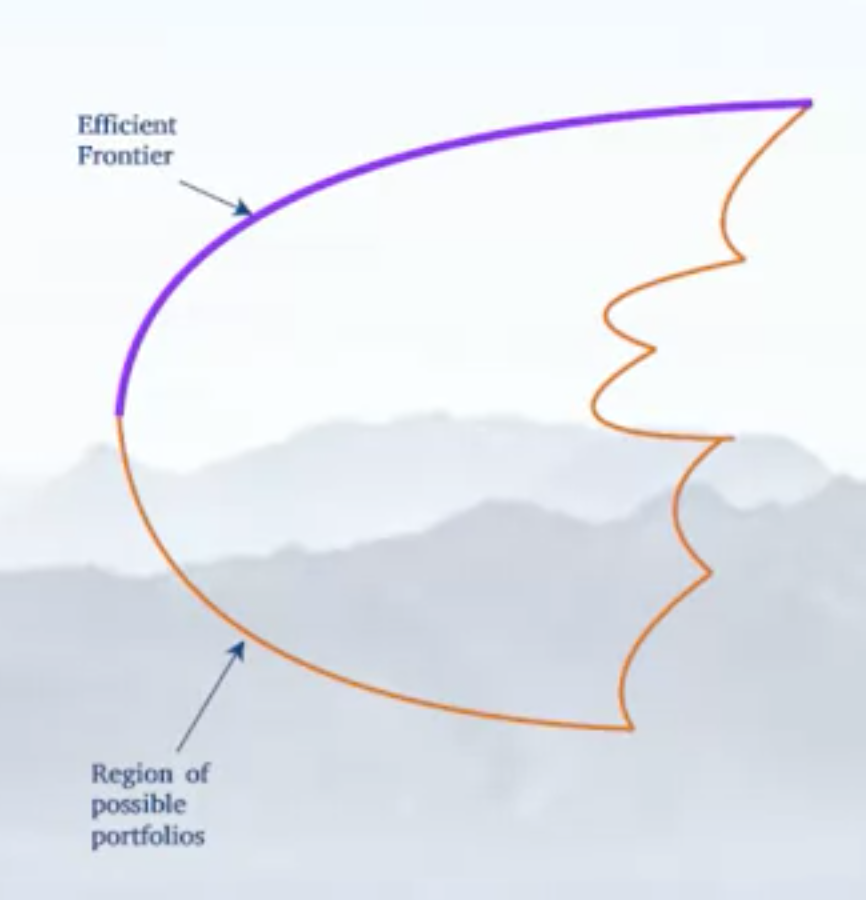 Efficient
Frontier
Region of
possible
portfolios